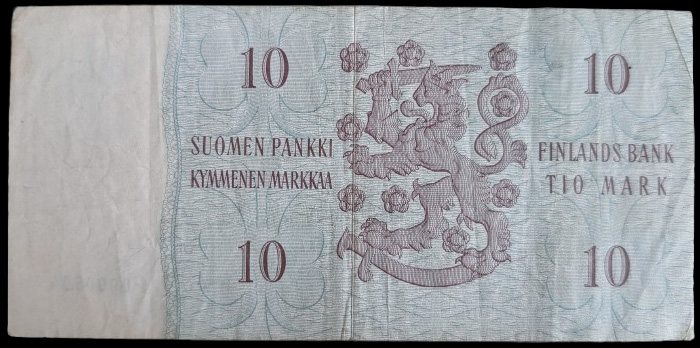 10
10
SUOMEN PANKKI
KYMMENEN MARKKAA
FINLANDS BANK
TIO MARK
10
10